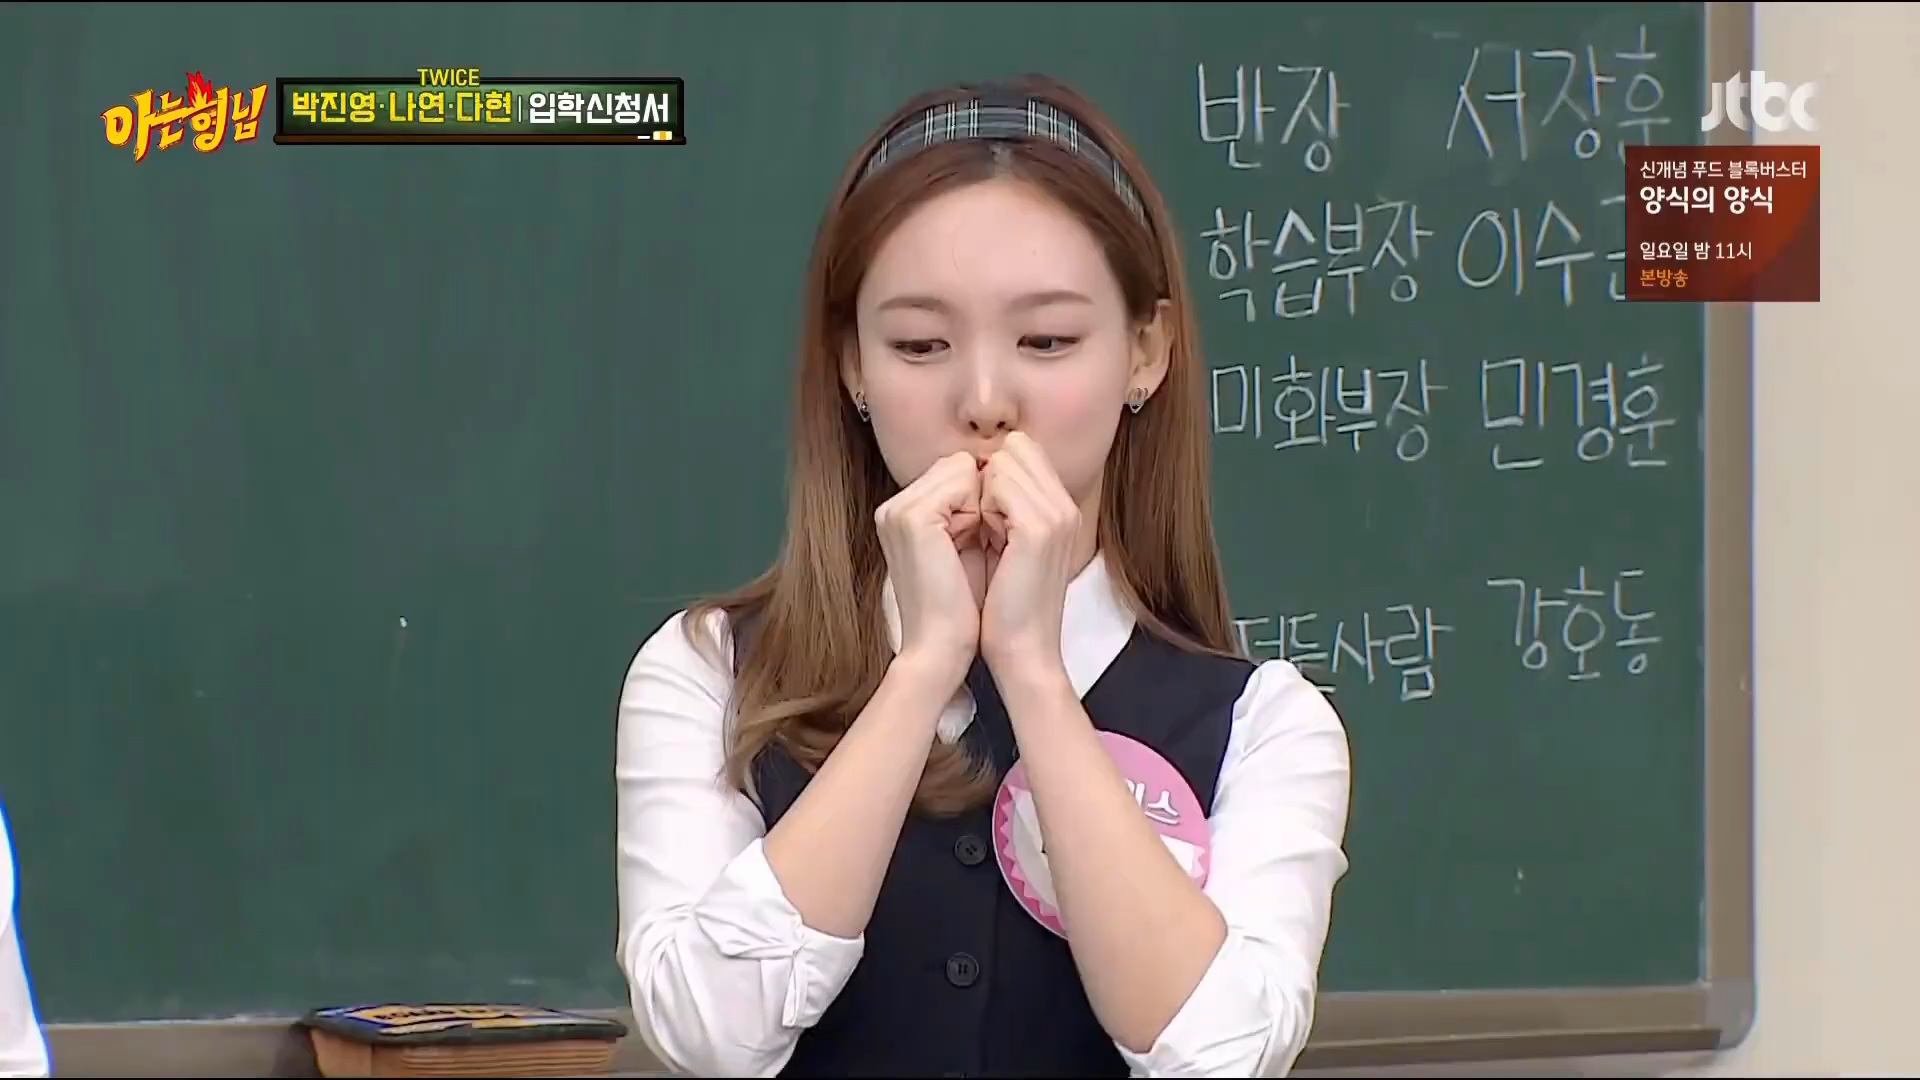 아는형님
TWICE
박진영·나연·다현 | 입학신청서
jtbc
신개념 푸드 블록버스터
양식의 양식
일요일 밤 11시
본방송
반장 서장훈
학습부장 이수
미화부장 민경훈
떠든사람 강호동